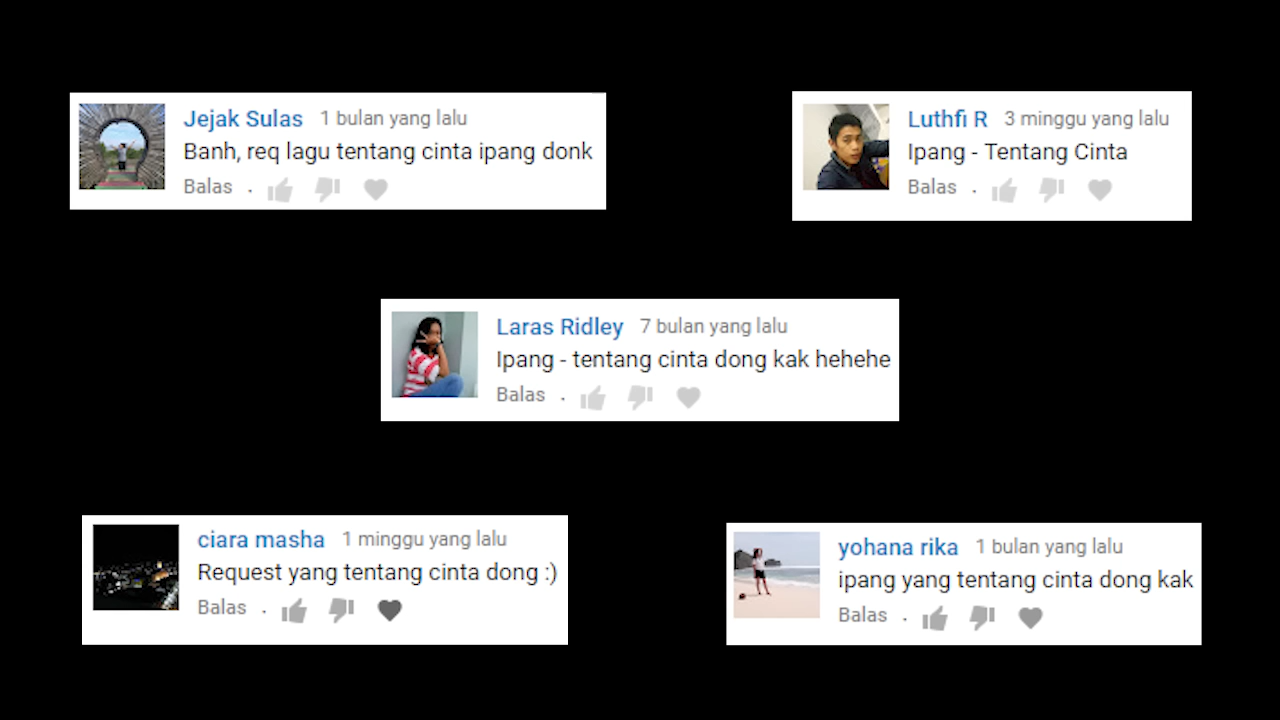 Jejak Sulas 1 bulan yang lalu
Banh, req lagu tentang cinta ipang donk
Balas .
Luthfi R 3 minggu yang lalu
Ipang - Tentang Cinta
Balas .
Laras Ridley 7 bulan yang lalu
Ipang - tentang cinta dong kak hehehe
Balas .
ciara masha 1 minggu yang lalu
Request yang tentang cinta dong :)
Balas .
yohana rika 1 bulan yang lalu
ipang yang tentang cinta dong kak
Balas .